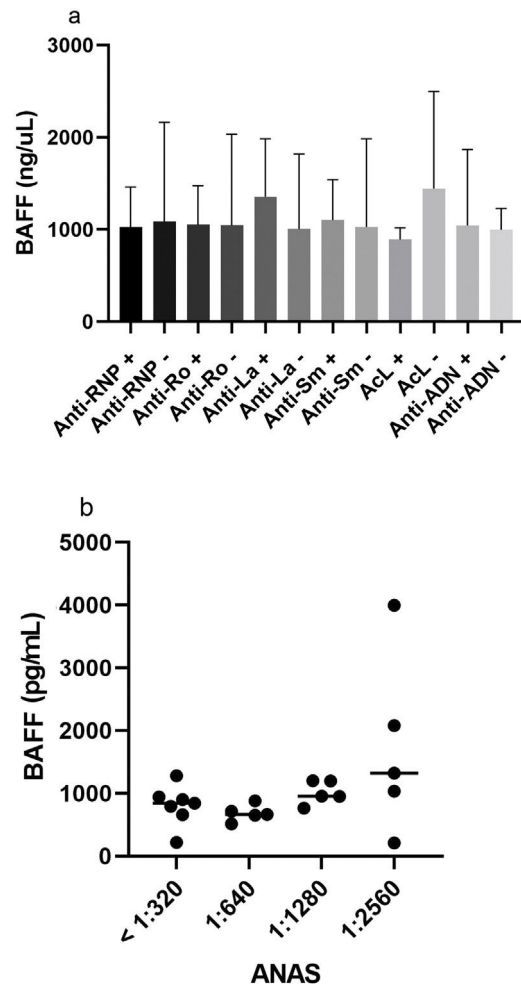 a
BAFF (ng/uL)
3000
2000
1000
0
Anti-RNP +
Anti-RNP -
Anti-Ro +
Anti-Ro -
Anti-La +
Anti-La -
Anti-Sm +
Anti-Sm -
AcL +
AcL -
Anti-ADN +
Anti-ADN -
b
BAFF (pg/mL)
5000
4000
3000
2000
1000
0
< 1:320
1:640
1:1280
1:2560
ANAS